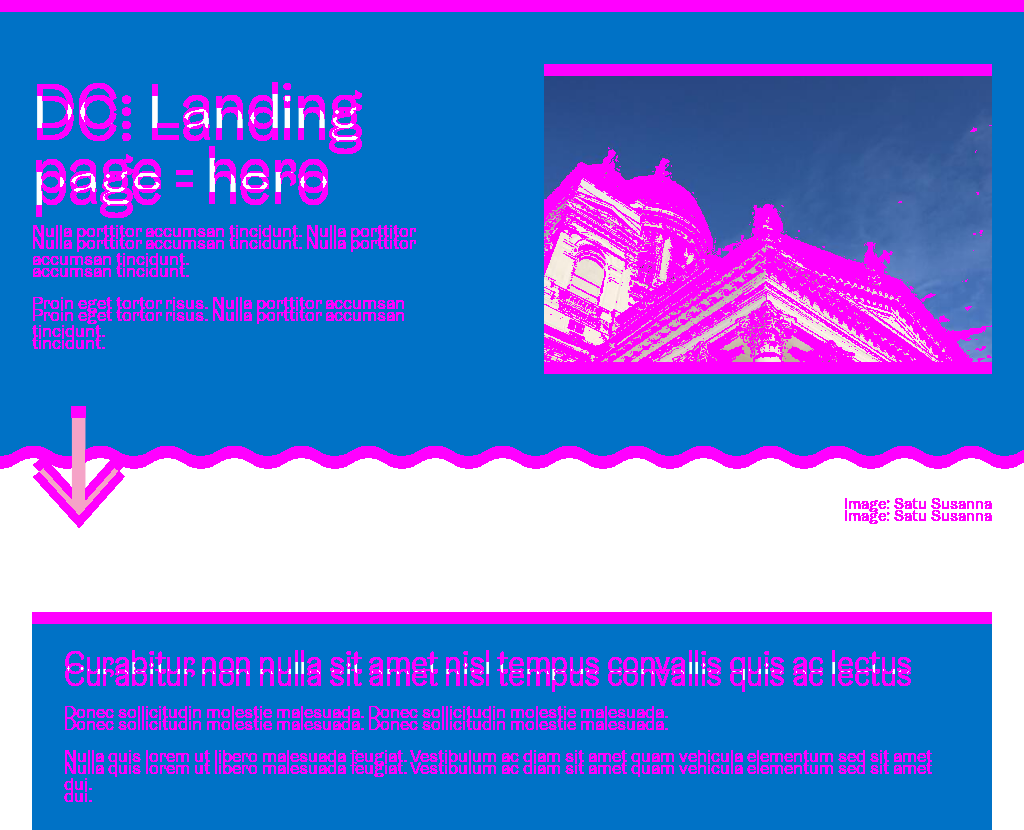 DC: Landing
page - hero
Nulla porttitor accumsan tincidunt. Nulla porttitor
accumsan tincidunt.
Proin eget tortor risus. Nulla porttitor accumsan
tincidunt.
Image: Satu Susanna
Curabitur non nulla sit amet nisl tempus convallis quis ac lectus
Donec sollicitudin molestie malesuada. Donec sollicitudin molestie malesuada.
Nulla quis lorem ut libero malesuada feugiat. Vestibulum ac diam sit amet quam vehicula elementum sed sit amet
dui.